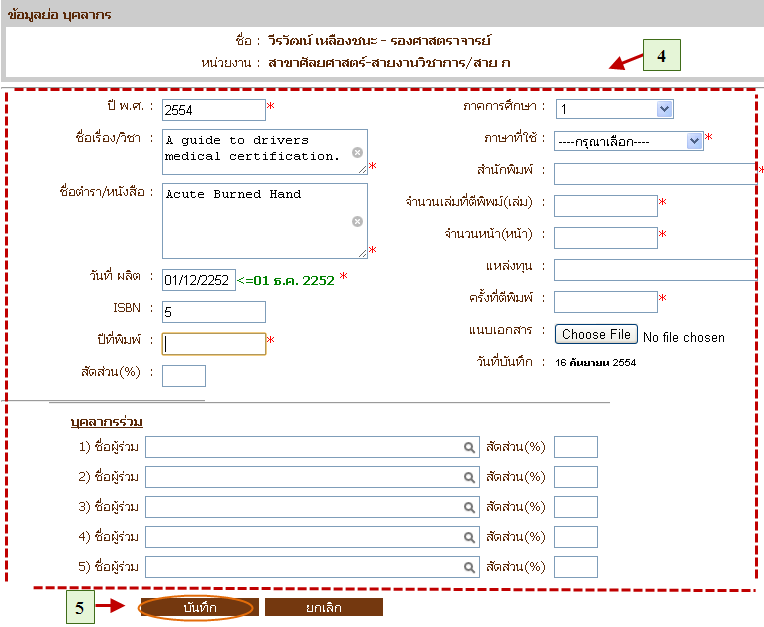 ข้อมูลย่อ บุคลากร
ชื่อ : วีรวัฒน์ เหลืองชนะ - รองศาสตราจารย์
หน่วยงาน : สาขาศัลยศาสตร์-สายงานวิชาการ/สาย ก
4
ปี พ.ศ. : 2554 * ภาคการศึกษา : 1
ชื่อเรื่อง/วิชา : A guide to drivers medical certification. * ภาษาที่ใช้ : ----กรุณาเลือก---- *
สำนักพิมพ์ : *
ชื่อตำรา/หนังสือ : Acute Burned Hand * จำนวนเล่มที่ตีพิพม์(เล่ม) : *
จำนวนหน้า(หน้า) : *
วันที่ ผลิต : 01/12/2252 <=01 ธ.ค. 2252 * แหล่งทุน :
ISBN : 5 ครั้งที่ตีพิมพ์ : *
ปีที่พิมพ์ : * แนบเอกสาร : Choose File No file chosen
สัดส่วน(%) : วันที่บันทึก : 16 กันยายน 2554
บุคลากรร่วม
1) ชื่อผู้ร่วม สัดส่วน(%)
2) ชื่อผู้ร่วม สัดส่วน(%)
3) ชื่อผู้ร่วม สัดส่วน(%)
4) ชื่อผู้ร่วม สัดส่วน(%)
5) ชื่อผู้ร่วม สัดส่วน(%)
5 บันทึก ยกเลิก